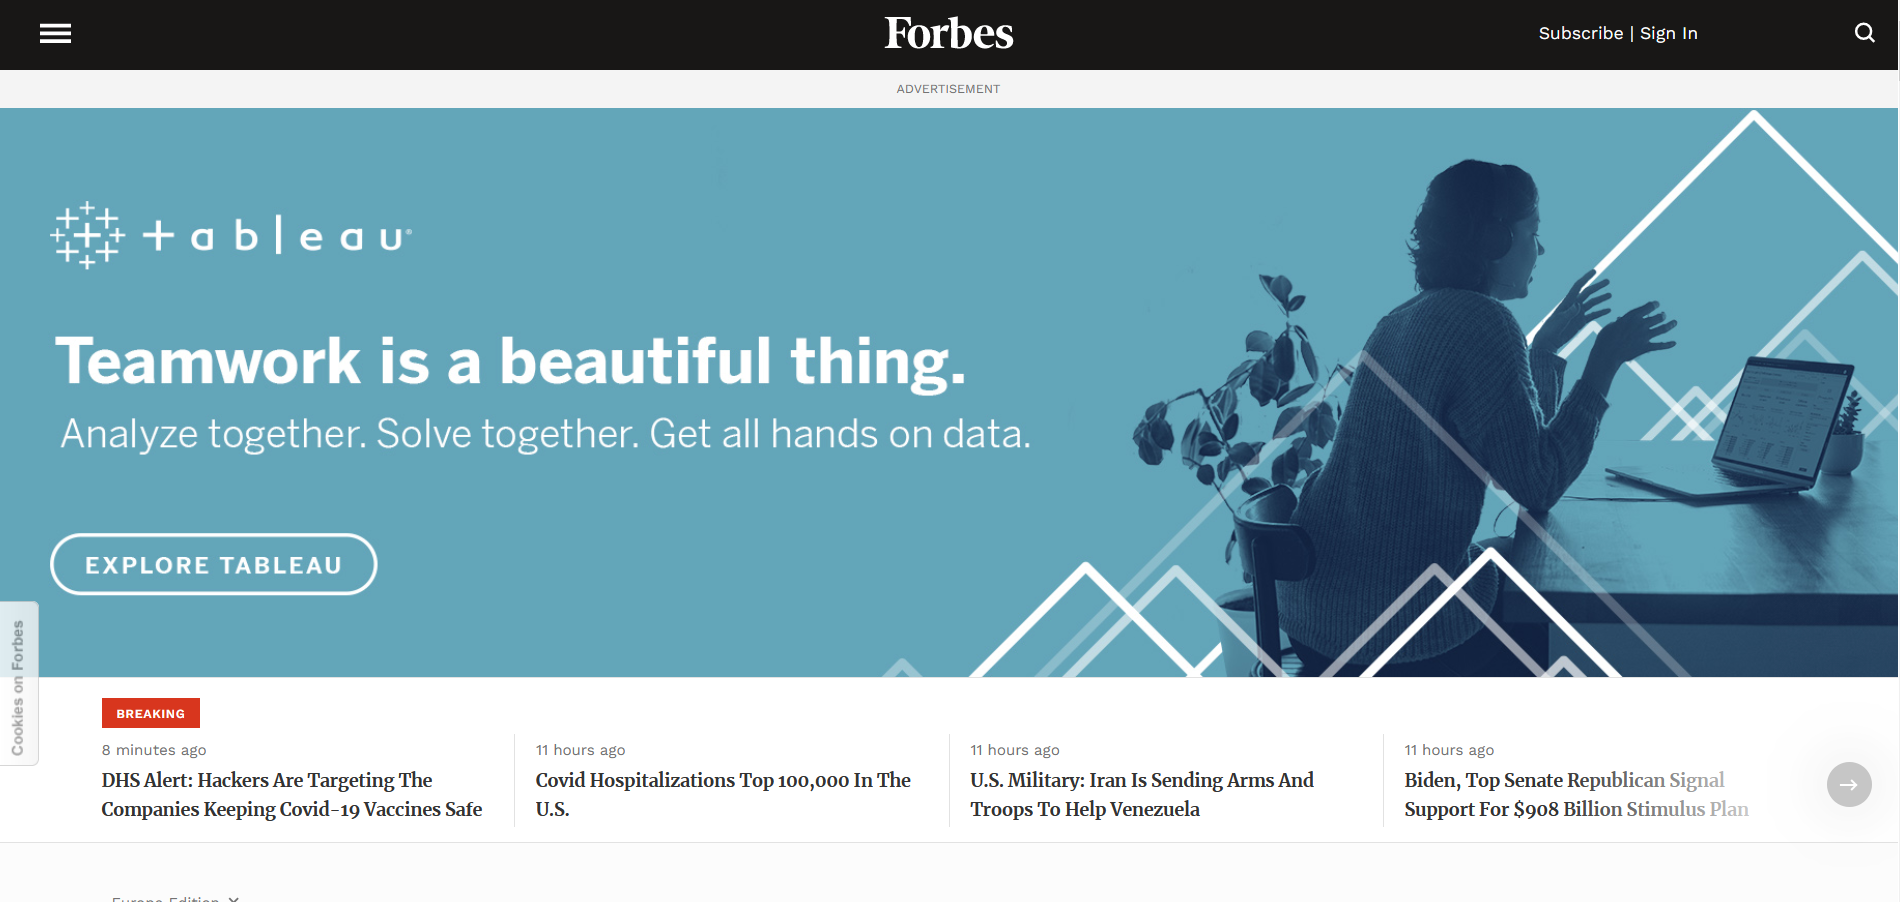 Forbes
Subscribe | Sign In
ADVERTISEMENT
+ableau
Teamwork is a beautiful thing.
Analyze together. Solve together. Get all hands on data.
EXPLORE TABLEAU
Cookies on Forbes
BREAKING
8 minutes ago
DHS Alert: Hackers Are Targeting The
Companies Keeping Covid-19 Vaccines Safe
11 hours ago
Covid Hospitalizations Top 100,000 In The
U.S.
11 hours ago
U.S. Military: Iran Is Sending Arms And
Troops To Help Venezuela
11 hours ago
Biden, Top Senate Republican Signal
Support For $908 Billion Stimulus Plan
Europe Edition